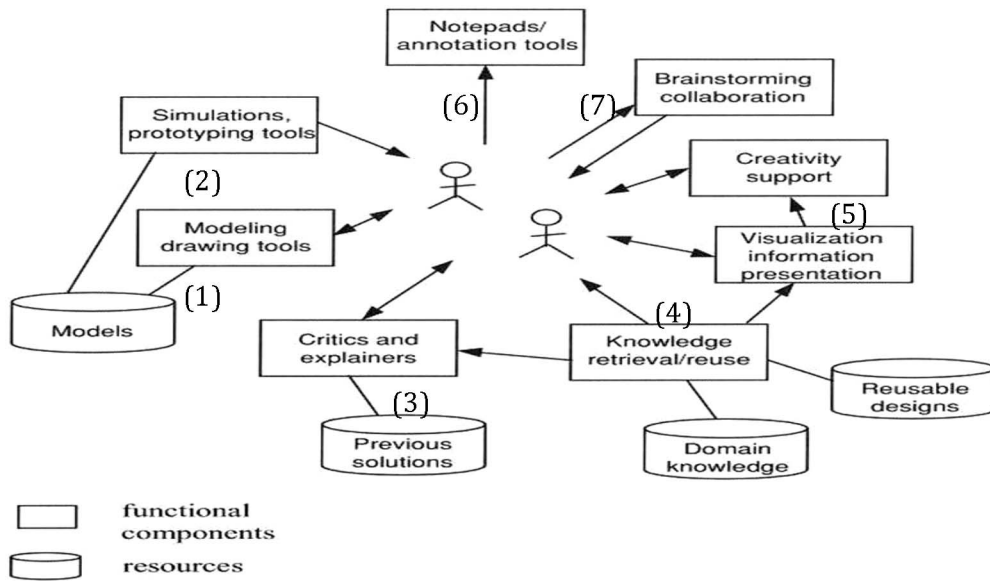 Notepads/
annotation tools
(6)
(7)
Brainstorming
collaboration
Simulations,
prototyping tools
(2)
Creativity
support
Modeling
drawing tools
(5)
Visualization
information
presentation
(1)
Models
(4)
Critics and
explainers
Knowledge
retrieval/reuse
(3)
Reusable
designs
Previous
solutions
Domain
knowledge
functional
components
resources